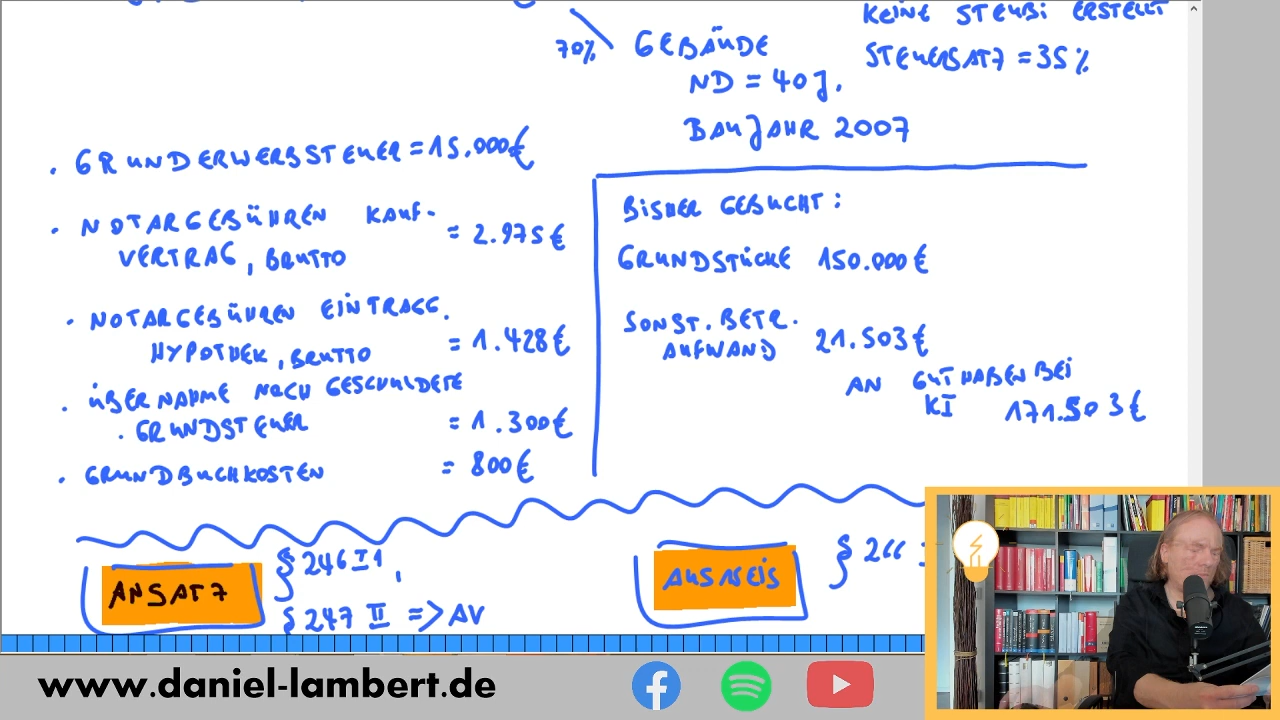 KEINE STEUBI ERSTELLT
70% GEBÄUDE
STEUERSATZ = 35%
ND = 40 J.
BAUJAHR 2007
· GRUNDERWERBSTEUER = 15.000€
· NOTARGEBÜHREN KAUF-
VERTRAG, BRUTTO = 2.975€
· NOTARGEBÜHREN EINTRAGG.
HYPOTHEK, BRUTTO = 1.428€
· ÜBERNAHME NOCH GESCHULDETE
· GRUNDSTEUER = 1.300€
· GRUNDBUCHKOSTEN = 800€
BISHER GEBUCHT:
GRUNDSTÜCKE 150.000€
SONST. BETR.
AUFWAND 21.503€
AN GUTHABEN BEI
KI 171.503€
ANSATZ
§ 246 I 1,
§ 247 II => AV
AUSWEIS
§ 266
www.daniel-lambert.de